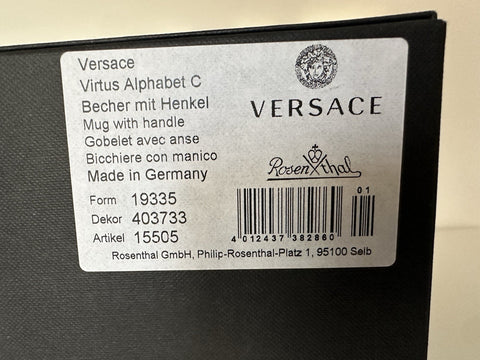 Versace
Virtus Alphabet C
Becher mit Henkel
Mug with handle
Gobelet avec anse
Bicchiere con manico
Made in Germany
Form 19335
Dekor 403733
Artikel 15505
VERSACE
Rosenthal
01
4 012437 382860
Rosenthal GmbH, Philip-Rosenthal-Platz 1, 95100 Selb